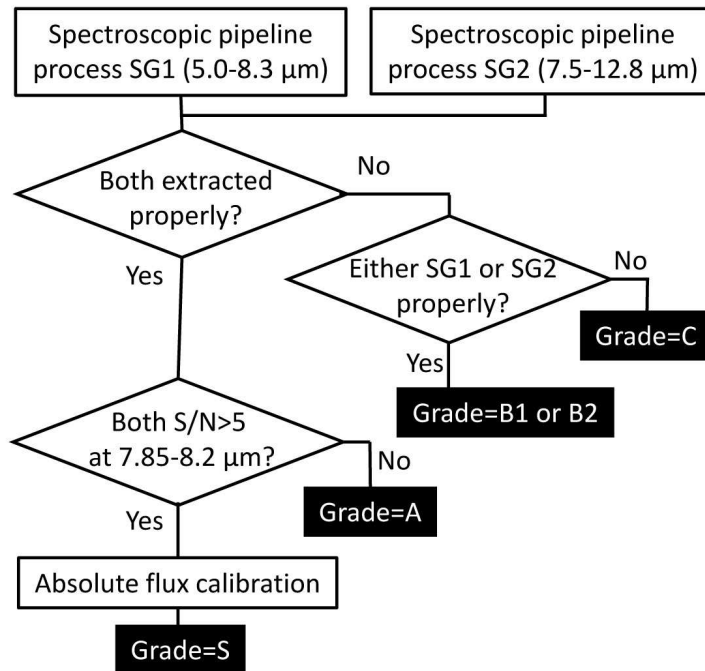 Spectroscopic pipeline
process SG1 (5.0-8.3 μm)
Spectroscopic pipeline
process SG2 (7.5-12.8 μm)
Both extracted
properly?
No
Yes
Either SG1 or SG2
properly?
No
Grade=C
Yes
Grade=B1 or B2
Both S/N>5
at 7.85-8.2 μm?
No
Grade=A
Yes
Absolute flux calibration
Grade=S